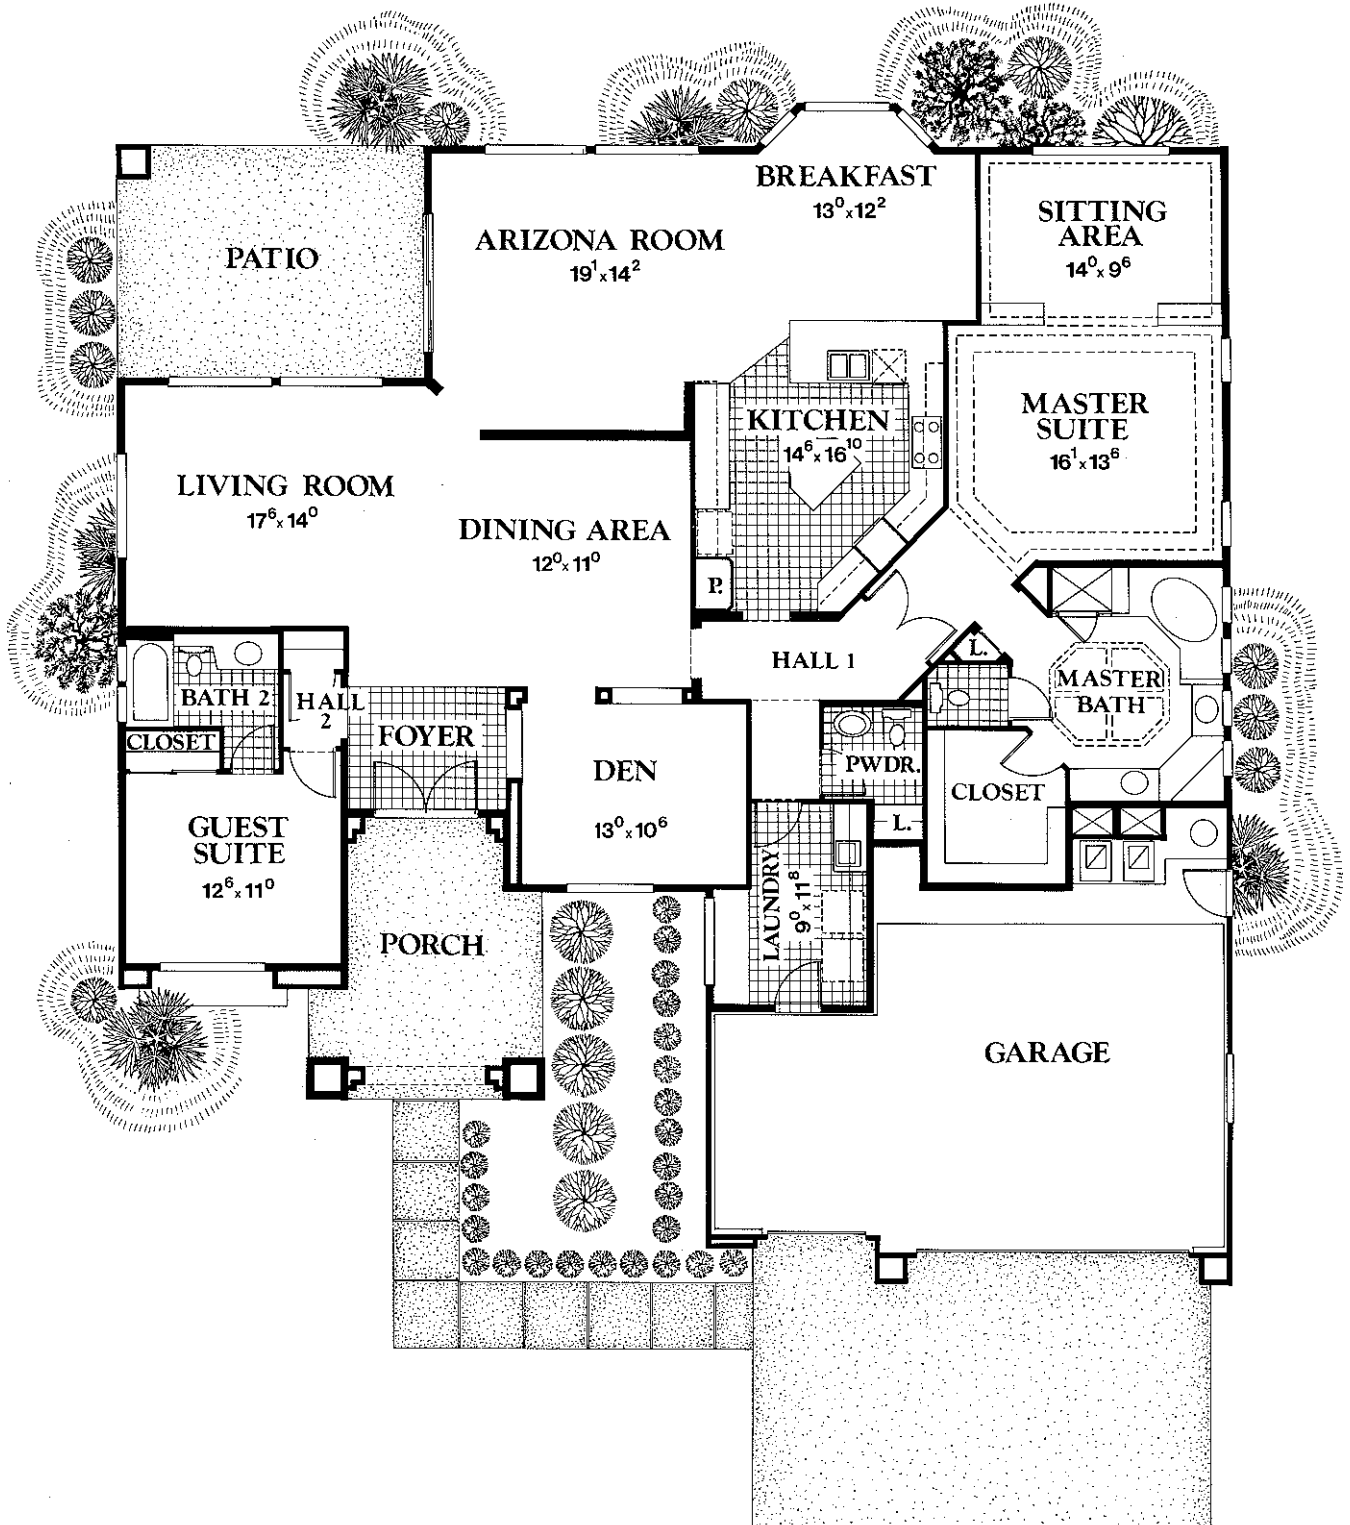 BREAKFAST
13⁰x12²
SITTING
AREA
14⁰x9⁶
ARIZONA ROOM
19¹x14²
PATIO
KITCHEN
14⁶x16¹⁰
MASTER
SUITE
16¹x13⁶
LIVING ROOM
17⁶x14⁰
DINING AREA
12⁰x11⁰
P.
HALL 1
L.
MASTER
BATH
BATH 2
HALL
2
CLOSET
FOYER
DEN
13⁰x10⁶
PWDR.
CLOSET
L.
GUEST
SUITE
12⁶x11⁰
LAUNDRY
9⁰x11⁸
PORCH
GARAGE